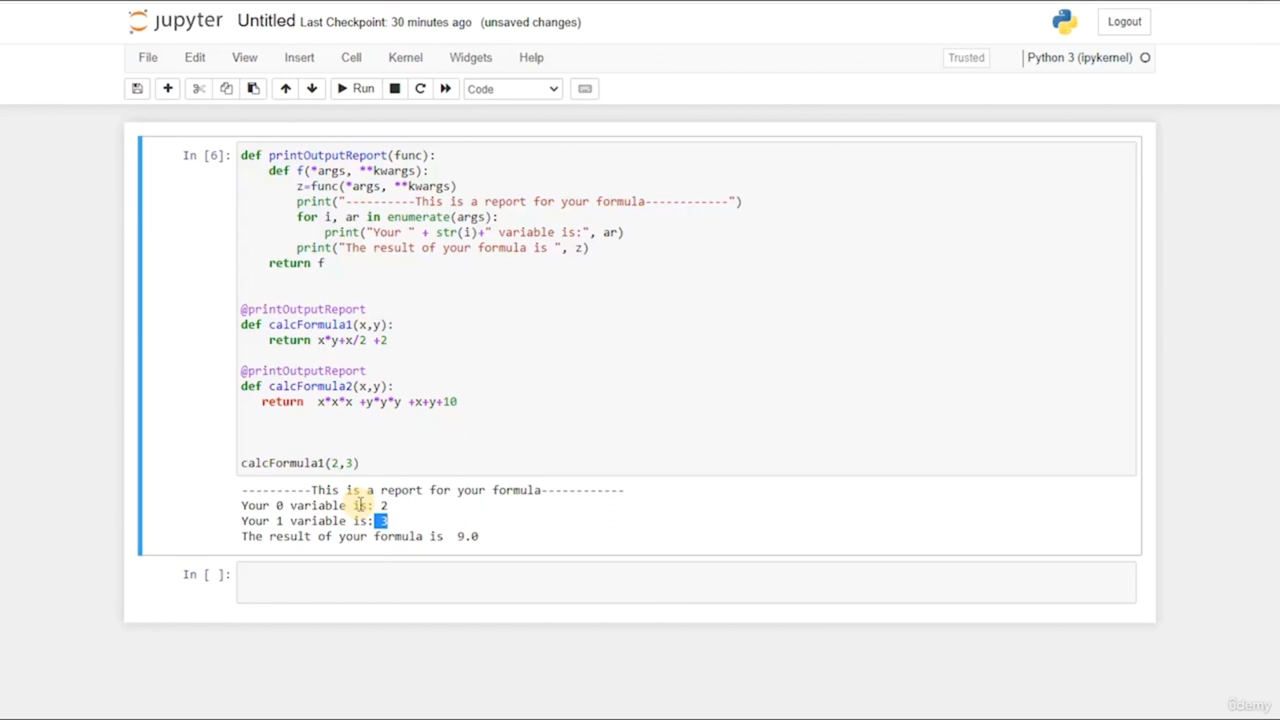 jupyter Untitled Last Checkpoint: 30 minutes ago (unsaved changes) Logout
File Edit View Insert Cell Kernel Widgets Help Trusted Python 3 (ipykernel)
Run Code
In [6]: def printOutputReport(func):
    def f(*args, **kwargs):
        z=func(*args, **kwargs)
        print("----------This is a report for your formula------------")
        for i, ar in enumerate(args):
            print("Your " + str(i)+" variable is:", ar)
        print("The result of your formula is ", z)
    return f
@printOutputReport
def calcFormula1(x,y):
    return x*y+x/2 +2
@printOutputReport
def calcFormula2(x,y):
   return  x*x*x +y*y*y +x+y+10
calcFormula1(2,3)
----------This is a report for your formula------------
Your 0 variable is: 2
Your 1 variable is: 3
The result of your formula is  9.0
In [ ]:
ûdemy